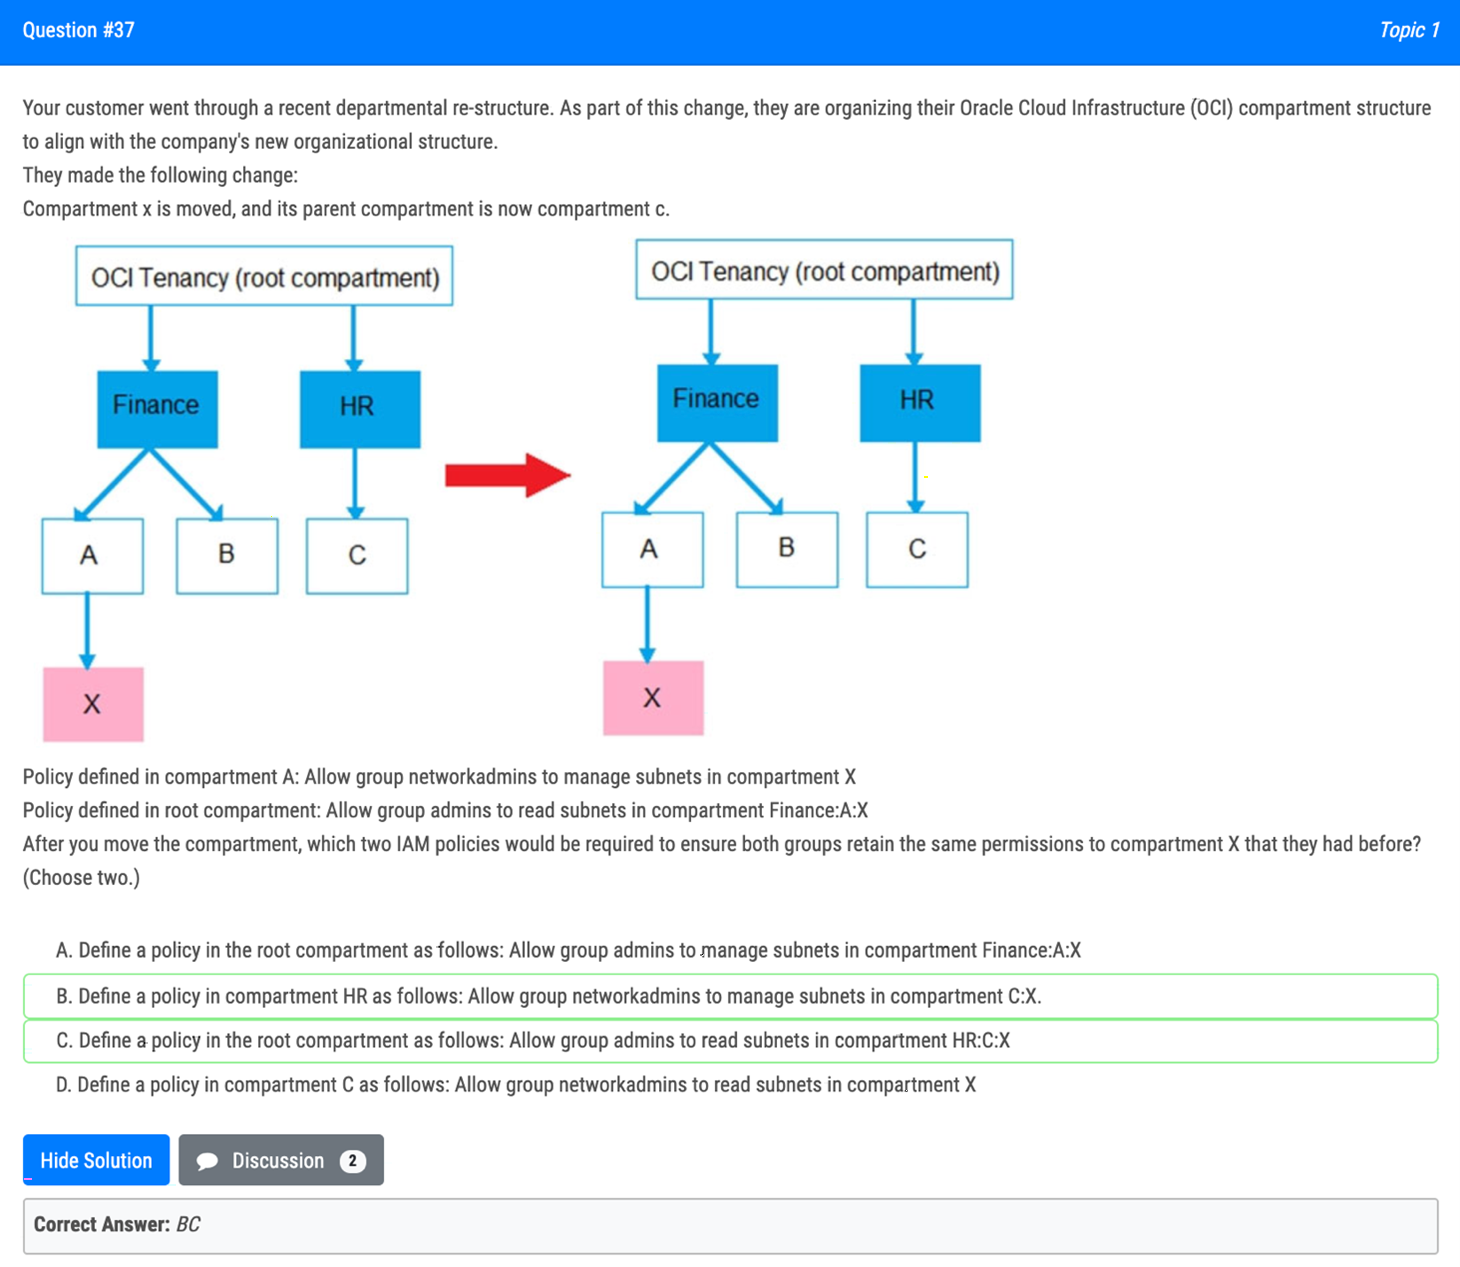 Question #37
Topic 1
Your customer went through a recent departmental re-structure. As part of this change, they are organizing their Oracle Cloud Infrastructure (OCI) compartment structure
to align with the company's new organizational structure.
They made the following change:
Compartment x is moved, and its parent compartment is now compartment c.
OCI Tenancy (root compartment)
Finance
HR
A
B
C
X
OCI Tenancy (root compartment)
Finance
HR
A
B
C
X
Policy defined in compartment A: Allow group networkadmins to manage subnets in compartment X
Policy defined in root compartment: Allow group admins to read subnets in compartment Finance:A:X
After you move the compartment, which two IAM policies would be required to ensure both groups retain the same permissions to compartment X that they had before?
(Choose two.)
A. Define a policy in the root compartment as follows: Allow group admins to manage subnets in compartment Finance:A:X
B. Define a policy in compartment HR as follows: Allow group networkadmins to manage subnets in compartment C:X.
C. Define a policy in the root compartment as follows: Allow group admins to read subnets in compartment HR:C:X
D. Define a policy in compartment C as follows: Allow group networkadmins to read subnets in compartment X
Hide Solution
Discussion 2
Correct Answer: BC